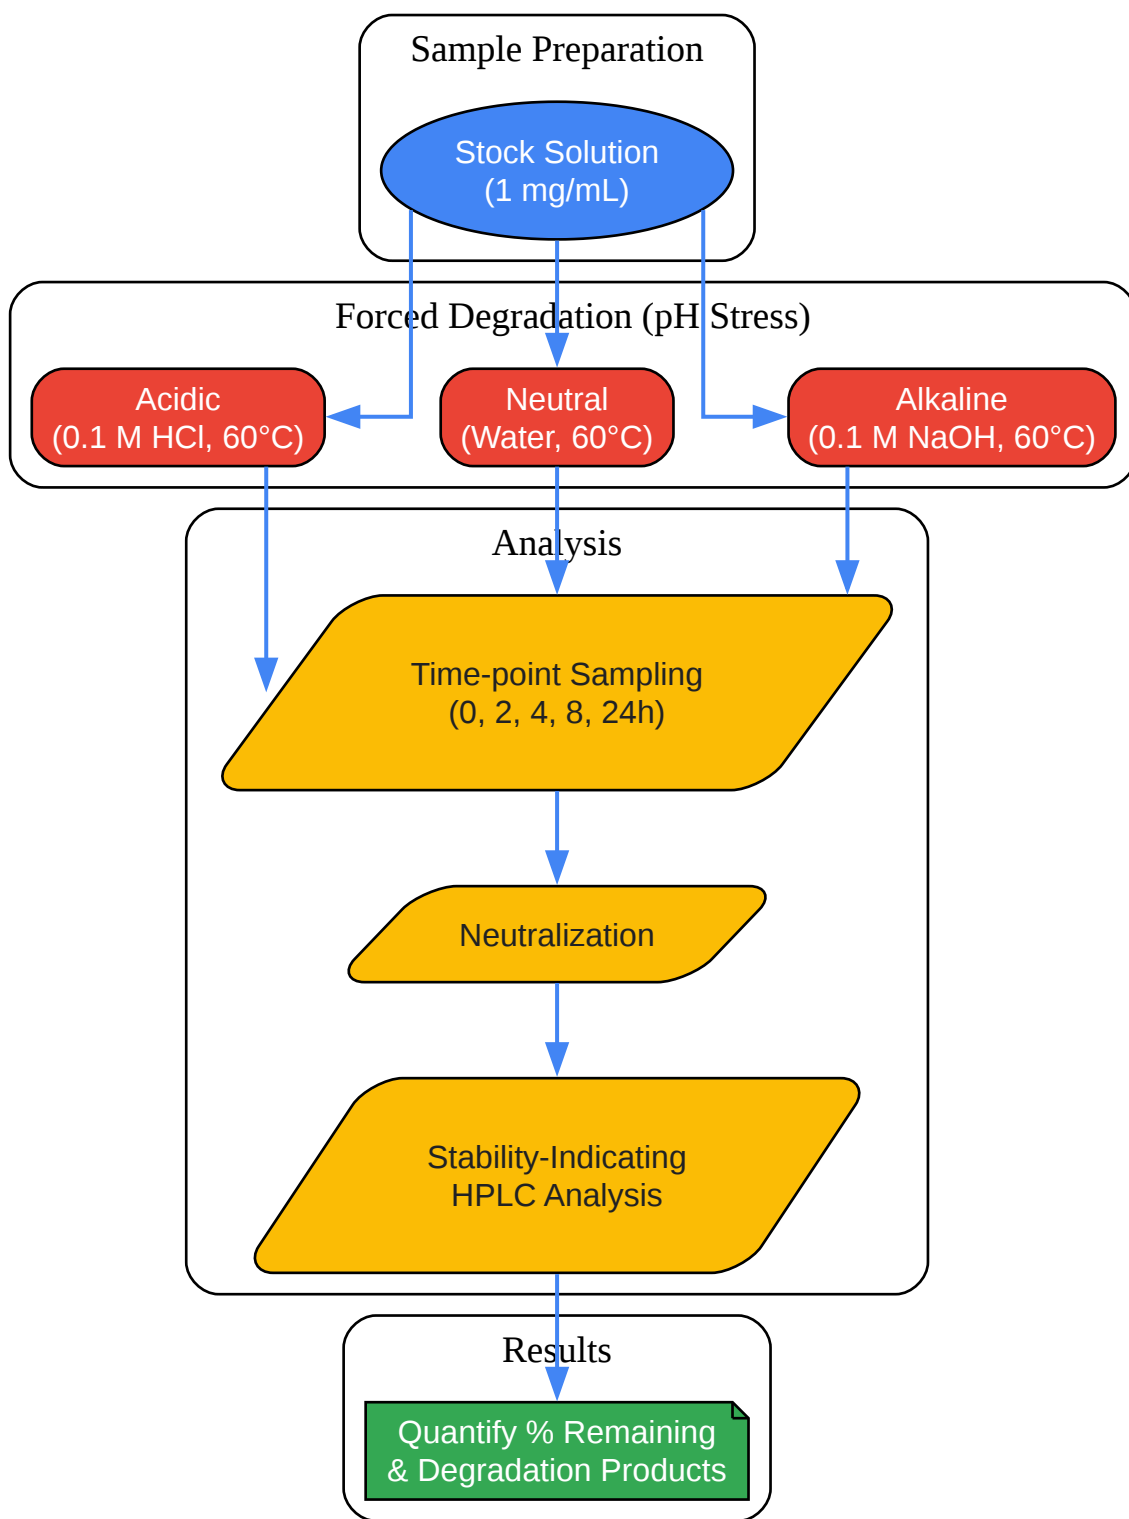 Sample Preparation
Stock Solution
(1 mg/mL)
Forced Degradation (pH Stress)
Acidic
(0.1 M HCl, 60°C)
Neutral
(Water, 60°C)
Alkaline
(0.1 M NaOH, 60°C)
Analysis
Time-point Sampling
(0, 2, 4, 8, 24h)
Neutralization
Stability-Indicating
HPLC Analysis
Results
Quantify % Remaining
& Degradation Products